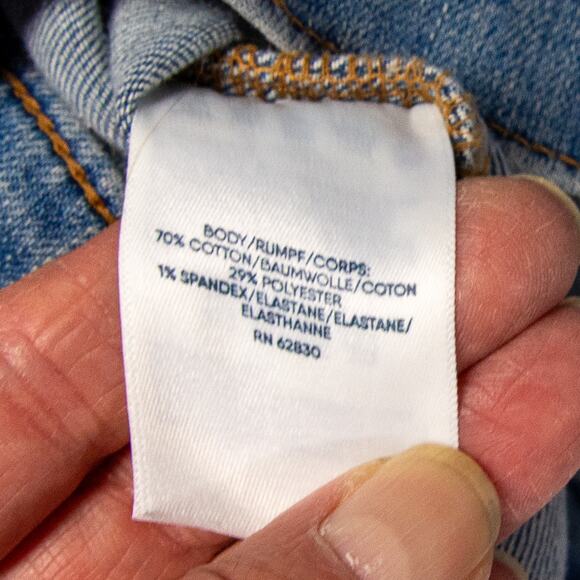 BODY/RUMPF/CORPS:
70% COTTON/BAUMWOLLE/COTON
29% POLYESTER
1% SPANDEX/ELASTANE/ELASTANE/
ELASTHANNE
RN 62830